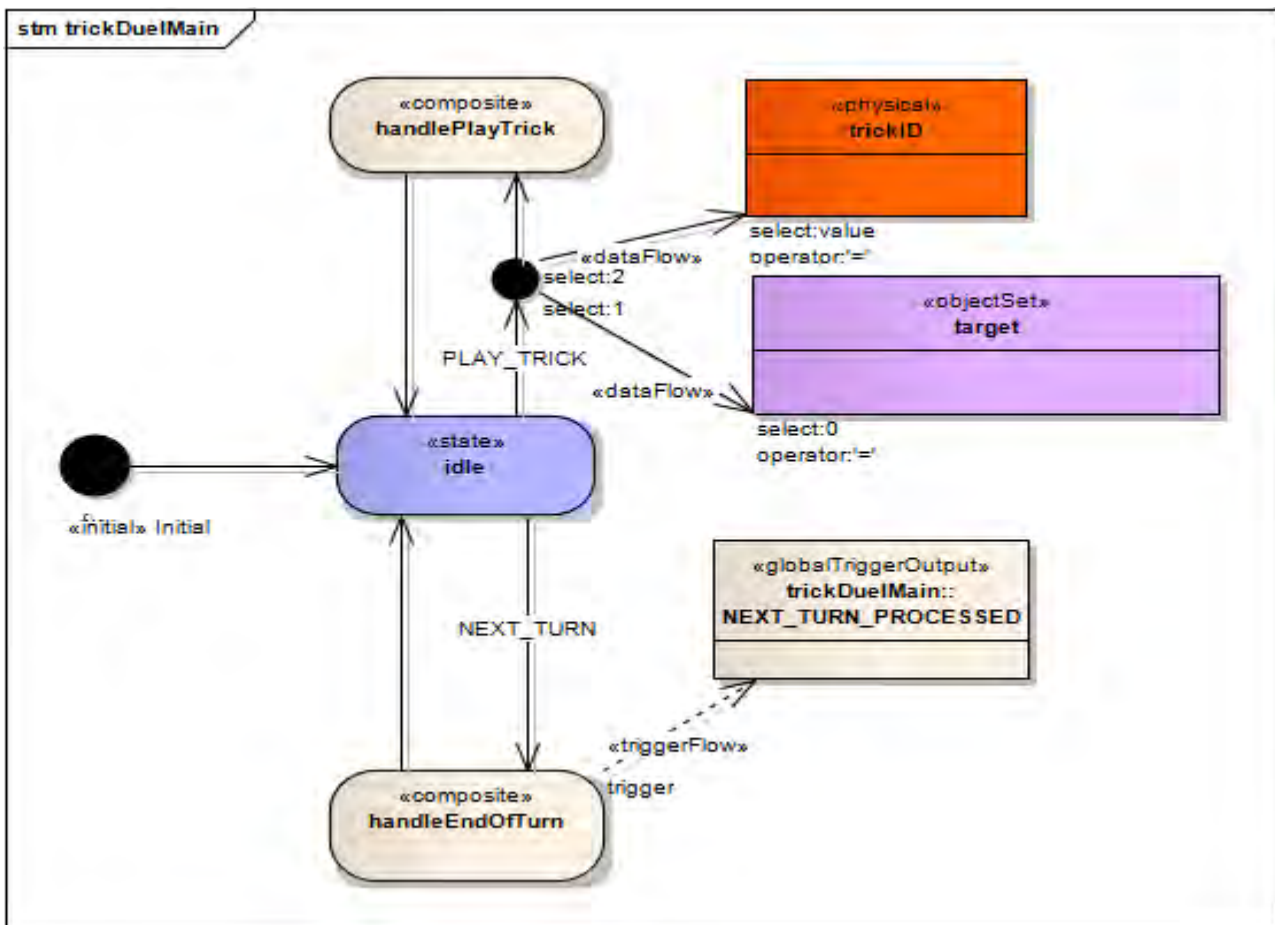 stm trickDuelMain
«composite»
handlePlayTrick
«physical»
trickID
select:value
operator:'='
«dataFlow»
select:2
select:1
«objectSet»
target
PLAY_TRICK
«dataFlow»
select:0
operator:'='
«state»
idle
«initial» Initial
«globalTriggerOutput»
trickDuelMain::
NEXT_TURN_PROCESSED
NEXT_TURN
«triggerFlow»
trigger
«composite»
handleEndOfTurn